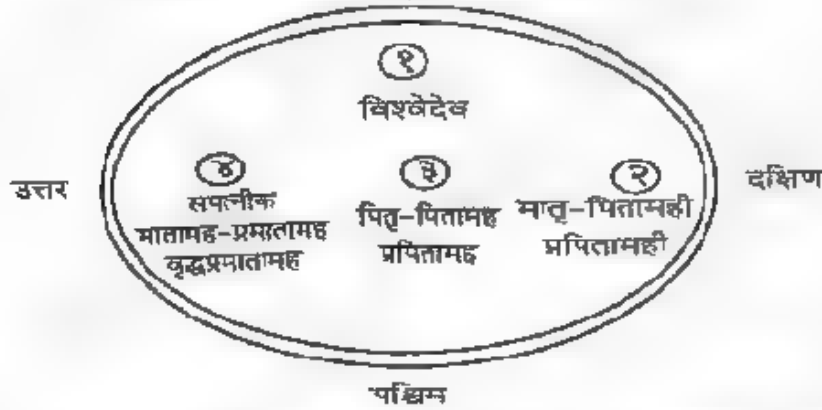 १
विश्वेदेव
उत्तर
४
सपत्नीक
मातामह-प्रमातामह
वृद्धप्रमातामह
३
पितृ-पितामह
प्रपितामह
२
मातृ-पितामही
प्रपितामही
दक्षिण
पश्चिम